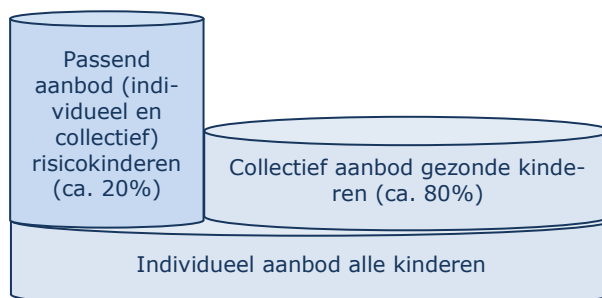 Passend
aanbod (indi-
vidueel en
collectief)
risicokinderen
(ca. 20%)
Collectief aanbod gezonde kinde-
ren (ca. 80%)
Individueel aanbod alle kinderen